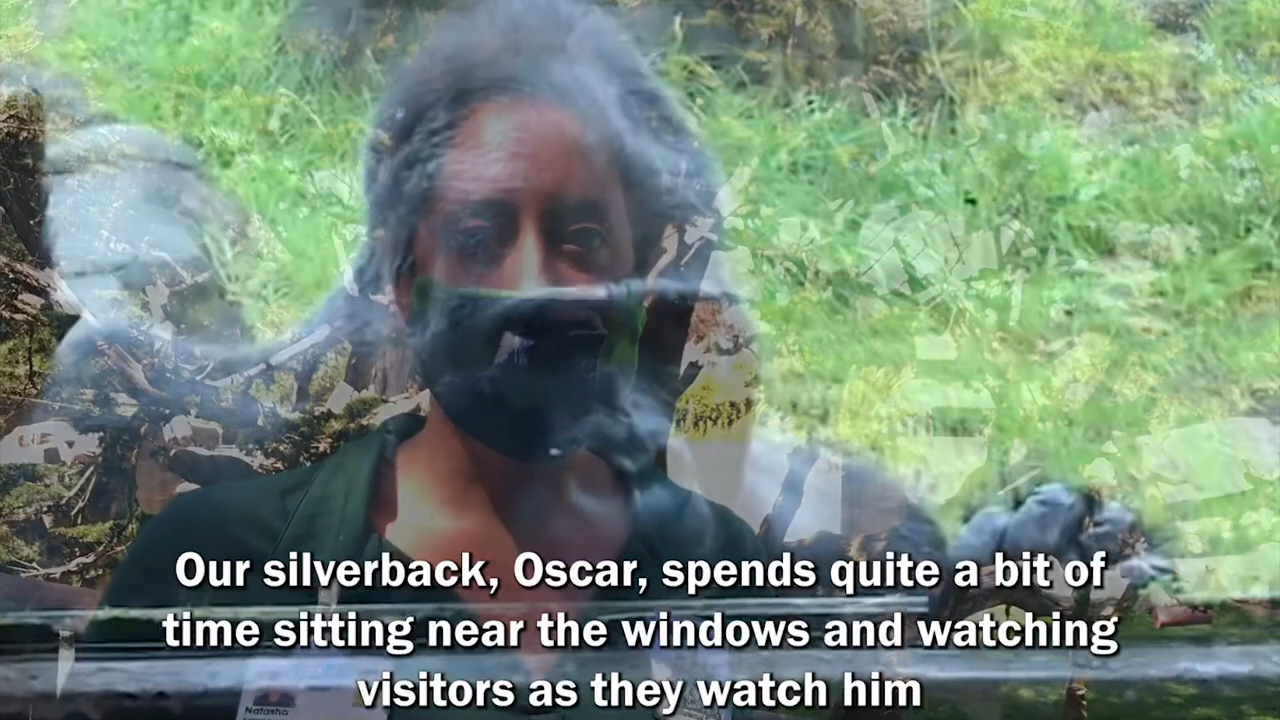 Our silverback, Oscar, spends quite a bit of
time sitting near the windows and watching
visitors as they watch him
Natasha